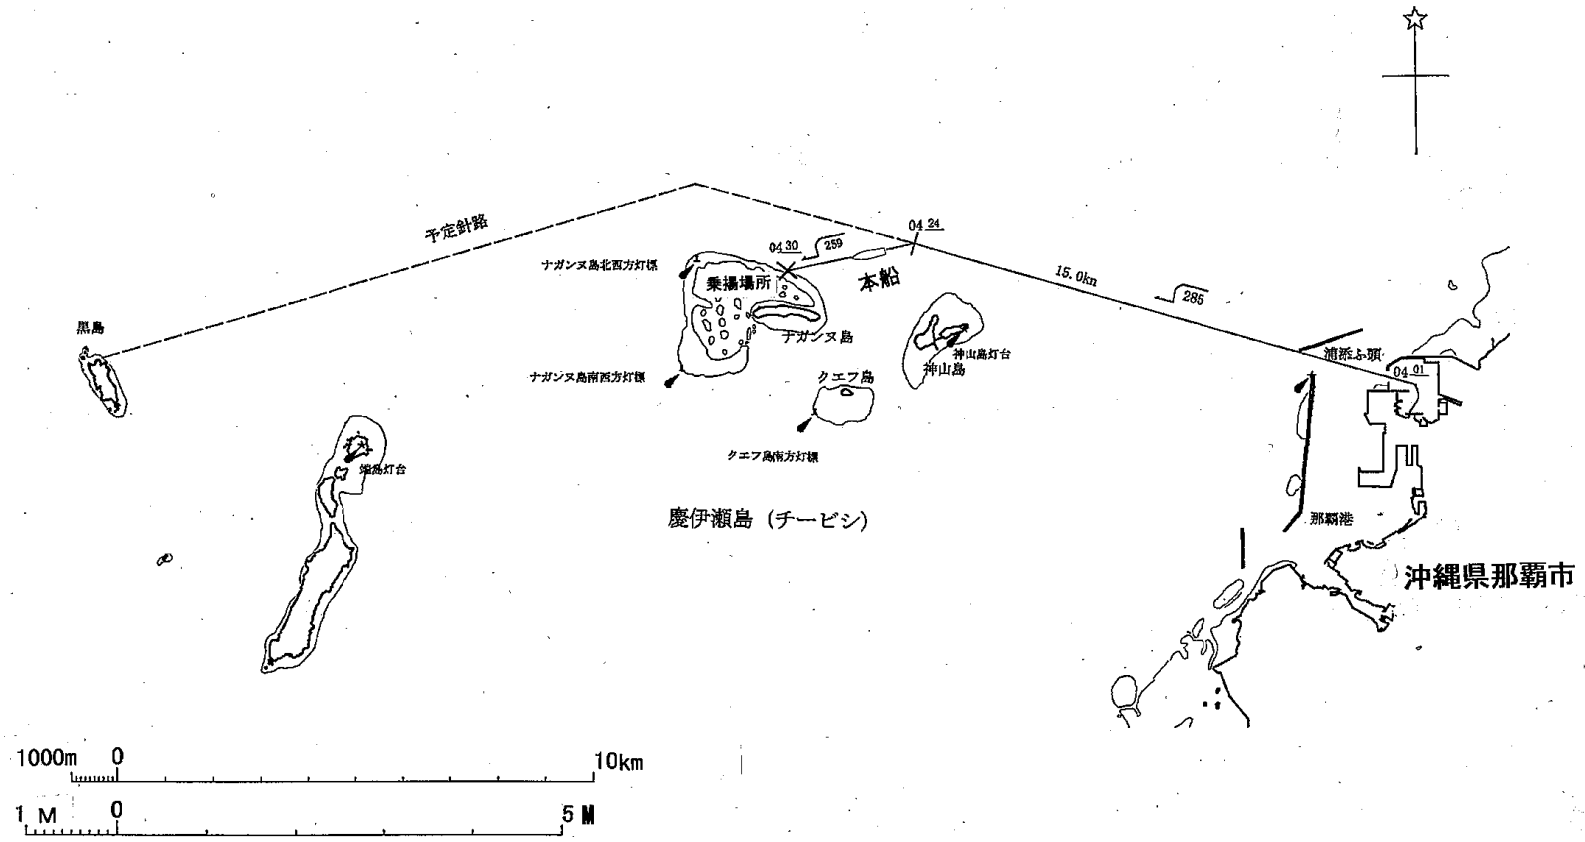 予定針路
04 24
04 30
259
ナガンヌ島北西方灯標
乗揚場所
本船
15.0kn
285
黒島
ナガンヌ島
神山島灯台
神山島
浦添ふ頭
04 01
ナガンヌ島南西方灯標
クエフ島
クエフ島南方灯標
端島灯台
慶伊瀬島 (チービシ)
那覇港
沖縄県那覇市
1000m 0 10km
1 M 0 5 M